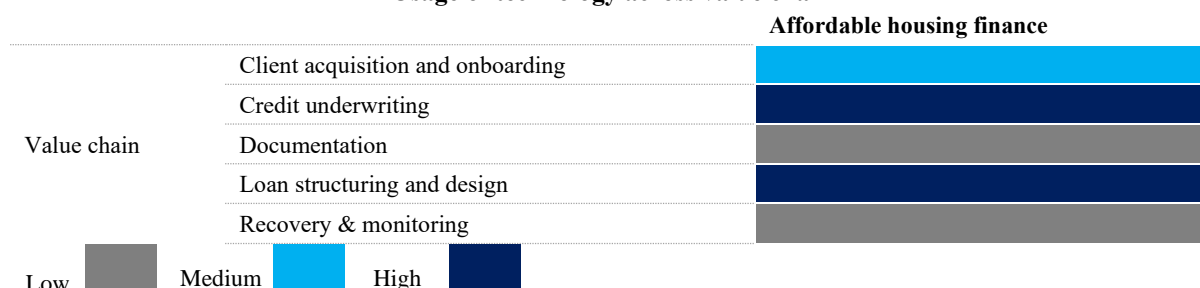 Affordable housing finance
Client acquisition and onboarding
Credit underwriting
Value chain
Documentation
Loan structuring and design
Recovery & monitoring
Low
Medium
High